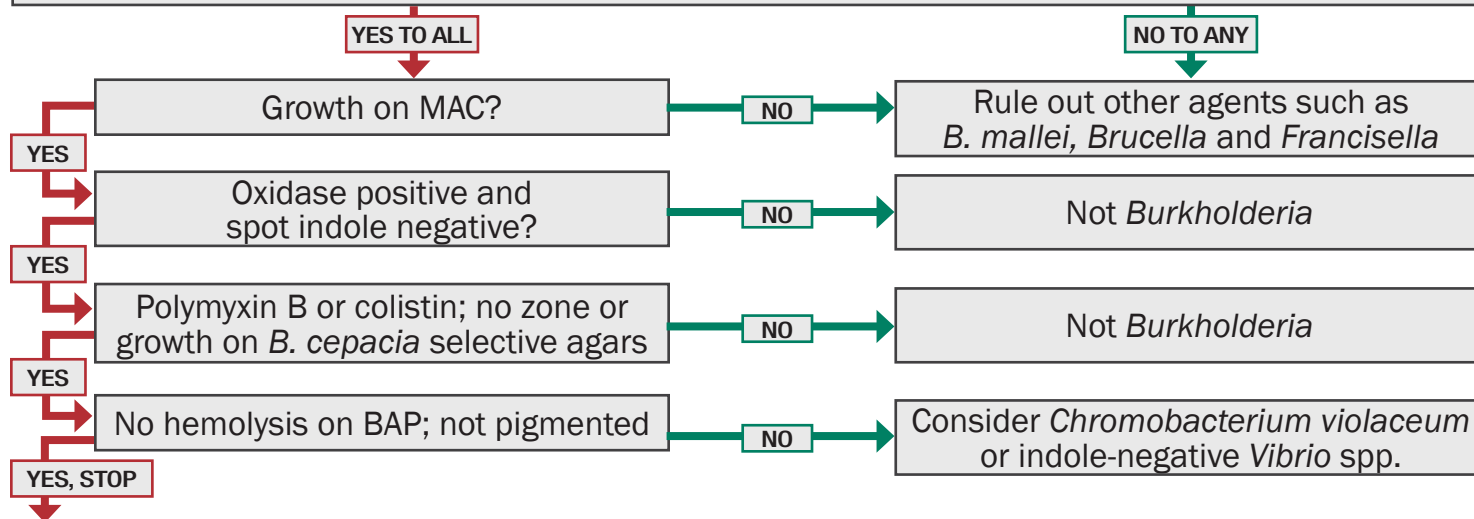 YES TO ALL
NO TO ANY
Growth on MAC?
NO
Rule out other agents such as
B. mallei, Brucella and Francisella
YES
Oxidase positive and
spot indole negative?
NO
Not Burkholderia
YES
Polymyxin B or colistin; no zone or
growth on B. cepacia selective agars
NO
Not Burkholderia
YES
No hemolysis on BAP; not pigmented
NO
Consider Chromobacterium violaceum
or indole-negative Vibrio spp.
YES, STOP